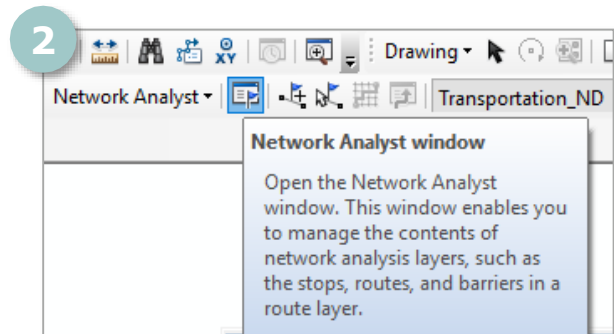 2
XY
Drawing
Network Analyst
Transportation_ND
Network Analyst window
Open the Network Analyst
window. This window enables you
to manage the contents of
network analysis layers, such as
the stops, routes, and barriers in a
route layer.